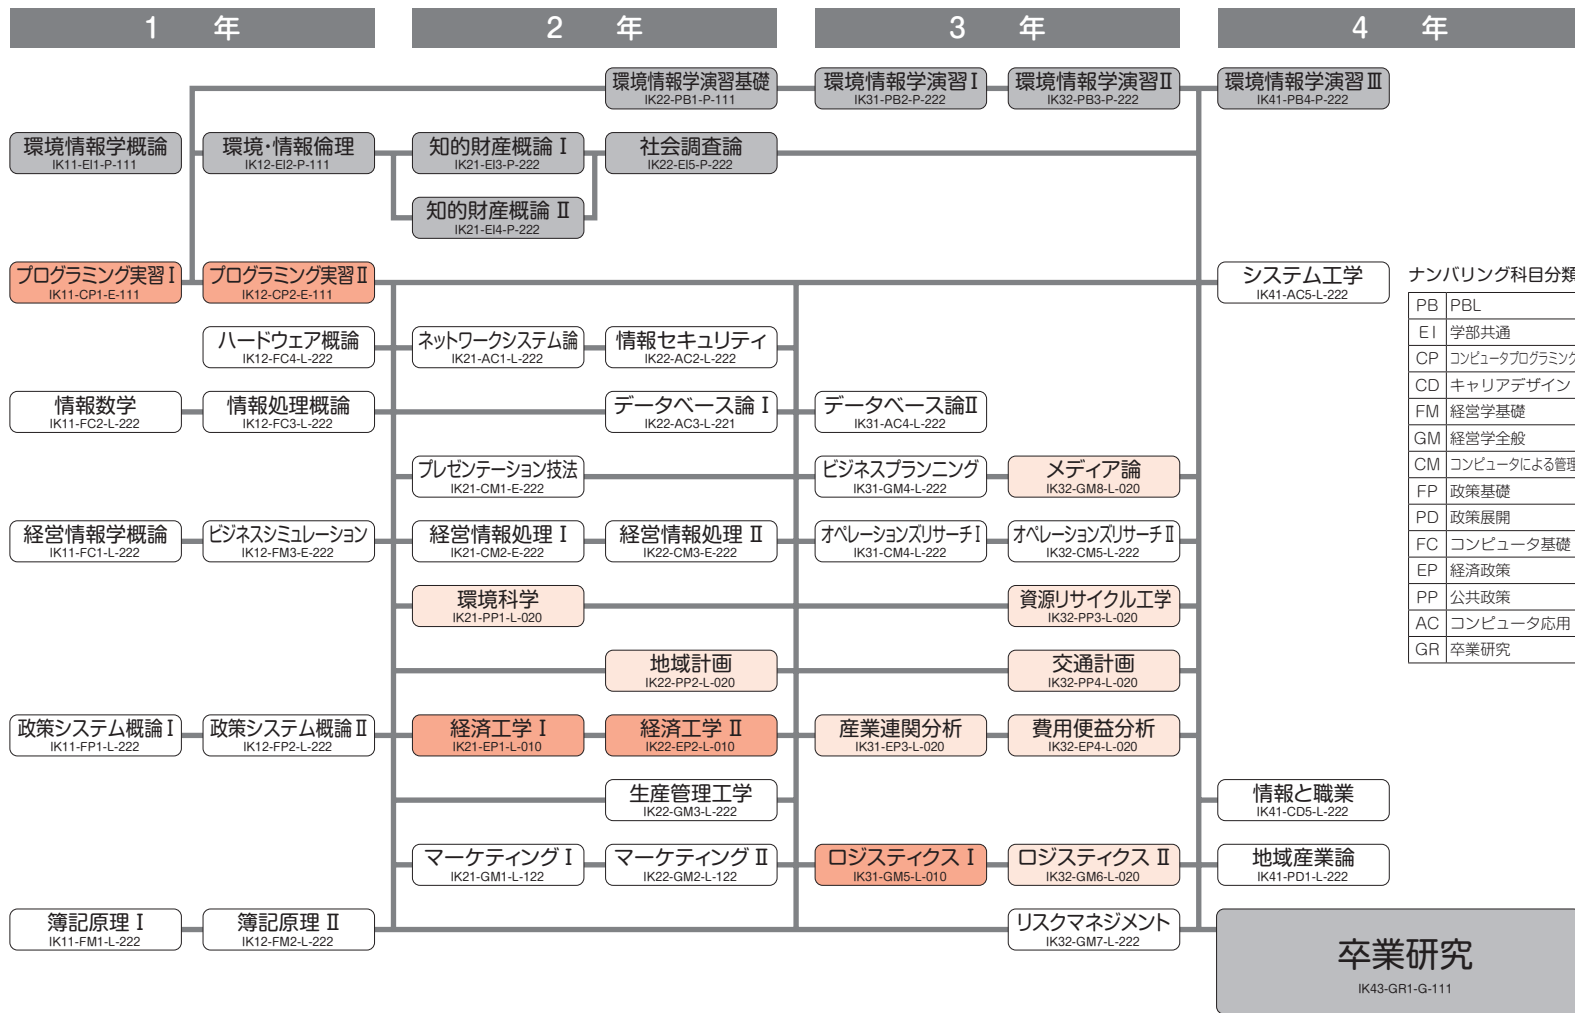 1 年
2 年
3 年
4 年
環境情報学演習基礎
IK22-PB1-P-111
環境情報学演習Ⅰ
IK31-PB2-P-222
環境情報学演習Ⅱ
IK32-PB3-P-222
環境情報学演習Ⅲ
IK41-PB4-P-222
環境情報学概論
IK11-EI1-P-111
環境・情報倫理
IK12-EI2-P-111
知的財産概論 Ⅰ
IK21-EI3-P-222
社会調査論
IK22-EI5-P-222
知的財産概論 Ⅱ
IK21-EI4-P-222
プログラミング実習Ⅰ
IK11-CP1-E-111
プログラミング実習Ⅱ
IK12-CP2-E-111
システム工学
IK41-AC5-L-222
ハードウェア概論
IK12-FC4-L-222
ネットワークシステム論
IK21-AC1-L-222
情報セキュリティ
IK22-AC2-L-222
情報数学
IK11-FC2-L-222
情報処理概論
IK12-FC3-L-222
データベース論 Ⅰ
IK22-AC3-L-221
データベース論Ⅱ
IK31-AC4-L-222
プレゼンテーション技法
IK21-CM1-E-222
ビジネスプランニング
IK31-GM4-L-222
メディア論
IK32-GM8-L-020
経営情報学概論
IK11-FC1-L-222
ビジネスシミュレーション
IK12-FM3-E-222
経営情報処理 Ⅰ
IK21-CM2-E-222
経営情報処理 Ⅱ
IK22-CM3-E-222
オペレーションズリサーチⅠ
IK31-CM4-L-222
オペレーションズリサーチⅡ
IK32-CM5-L-222
環境科学
IK21-PP1-L-020
資源リサイクル工学
IK32-PP3-L-020
地域計画
IK22-PP2-L-020
交通計画
IK32-PP4-L-020
政策システム概論Ⅰ
IK11-FP1-L-222
政策システム概論Ⅱ
IK12-FP2-L-222
経済工学 Ⅰ
IK21-EP1-L-010
経済工学 Ⅱ
IK22-EP2-L-010
産業連関分析
IK31-EP3-L-020
費用便益分析
IK32-EP4-L-020
生産管理工学
IK22-GM3-L-222
情報と職業
IK41-CD5-L-222
マーケティングⅠ
IK21-GM1-L-122
マーケティング Ⅱ
IK22-GM2-L-122
ロジスティクス Ⅰ
IK31-GM5-L-010
ロジスティクス Ⅱ
IK32-GM6-L-020
地域産業論
IK41-PD1-L-222
簿記原理 Ⅰ
IK11-FM1-L-222
簿記原理 Ⅱ
IK12-FM2-L-222
リスクマネジメント
IK32-GM7-L-222
卒業研究
IK43-GR1-G-111
ナンバリング科目分類
PB PBL
EI 学部共通
CP コンピュータプログラミング
CD キャリアデザイン
FM 経営学基礎
GM 経営学全般
CM コンピュータによる管理
FP 政策基礎
PD 政策展開
FC コンピュータ基礎
EP 経済政策
PP 公共政策
AC コンピュータ応用
GR 卒業研究